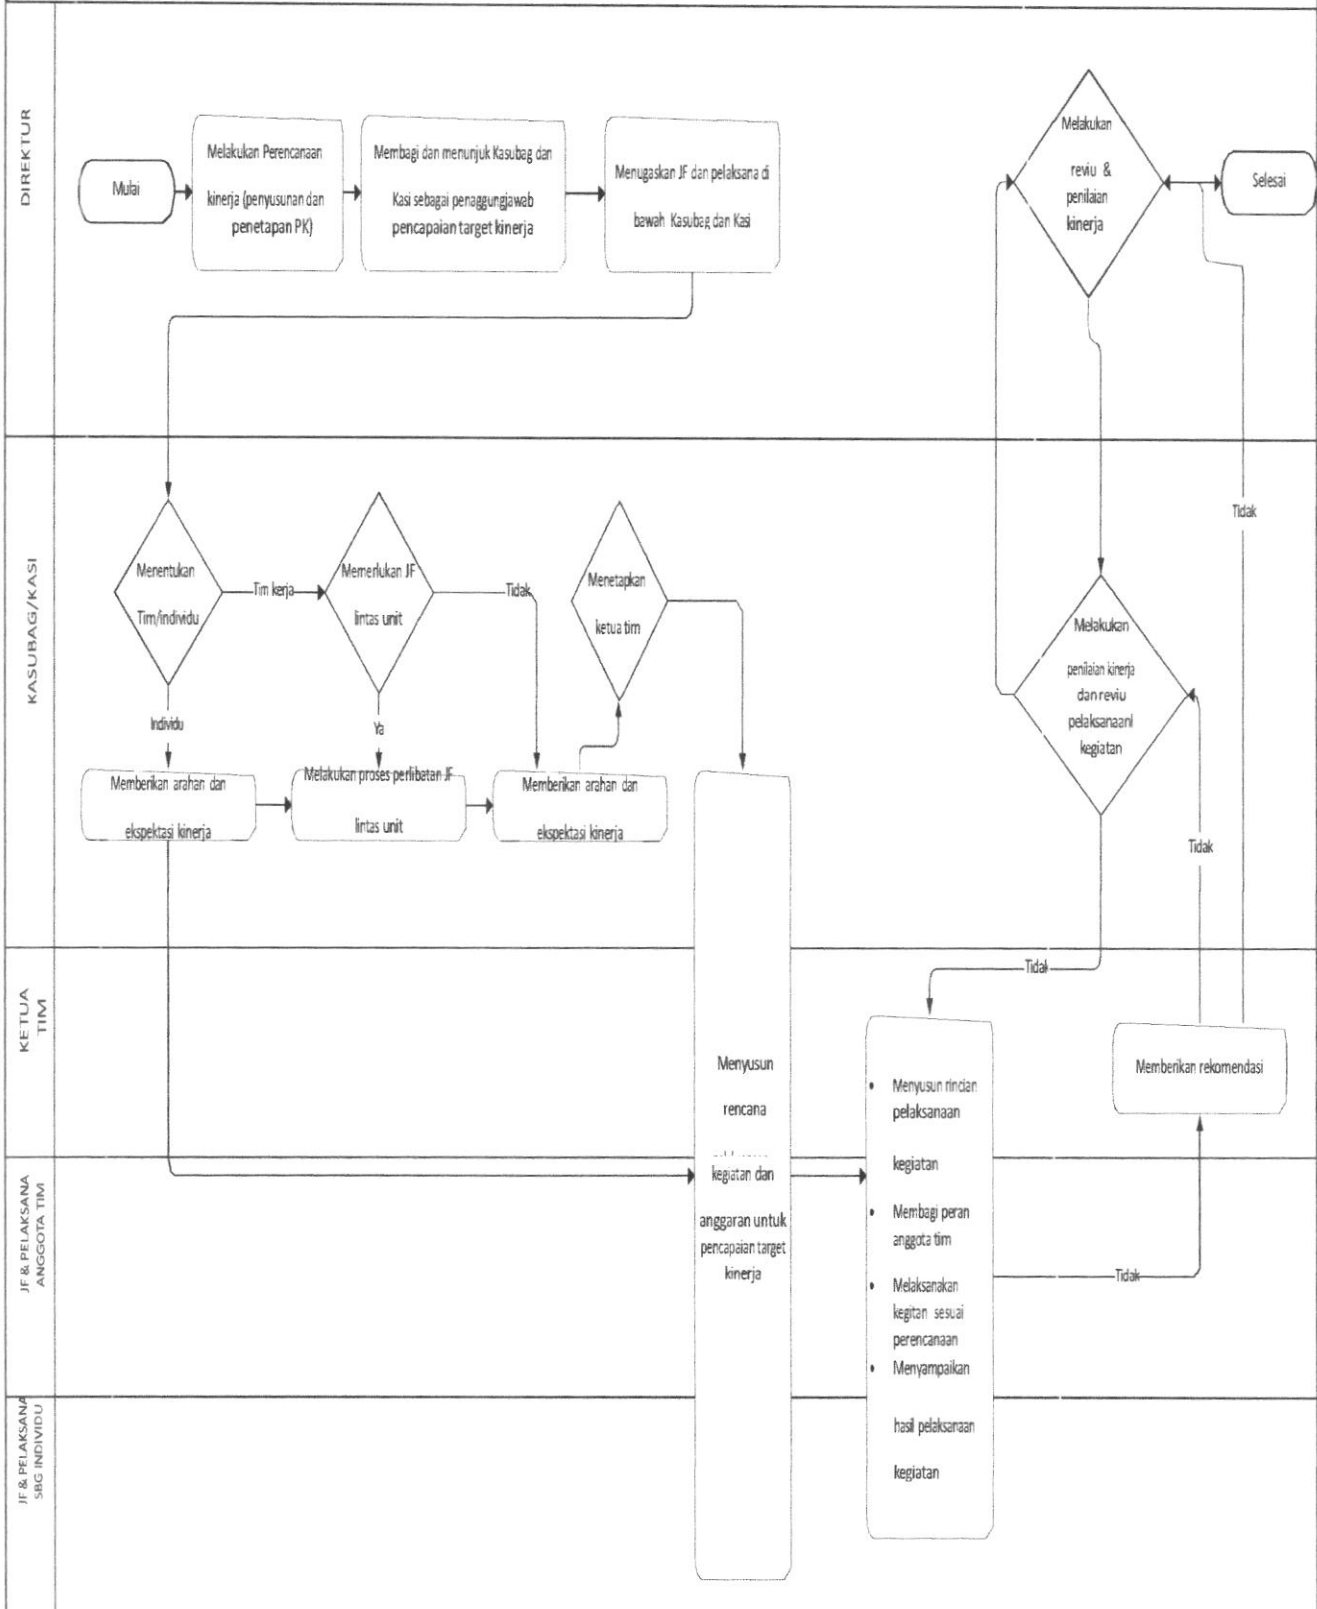 DIREKTUR
Mulai
Melakukan Perencanaan
kinerja (penyusunan dan
penetapan PK)
Membagi dan menunjuk Kasubag dan
Kasi sebagai penaggungjawab
pencapaian target kinerja
Menugaskan JF dan pelaksana di
bawah Kasubag dan Kasi
Melakukan
reviu &
penilaian
kinerja
Selesai
KASUBAG/KASI
Menentukan
Tim/individu
Tim kerja
Memerlukan JF
lintas unit
Tidak
Menetapkan
ketua tim
Individu
Ya
Memberikan arahan dan
ekspektasi kinerja
Melakukan proses perlibatan JF
lintas unit
Memberikan arahan dan
ekspektasi kinerja
Melakukan
penilaian kinerja
dan reviu
pelaksanaanl
kegiatan
Tidak
Tidak
KETUA
TIM
Tidak
Memberikan rekomendasi
Menyusun
rencana
kegiatan dan
anggaran untuk
pencapaian target
kinerja
• Menyusun rincian
pelaksanaan
kegiatan
• Membagi peran
anggota tim
• Melaksanakan
kegitan sesuai
perencanaan
• Menyampaikan
hasil pelaksanaan
kegiatan
JF & PELAKSANA
ANGGOTA TIM
Tidak
JF & PELAKSANA
SBG INDIVIDU